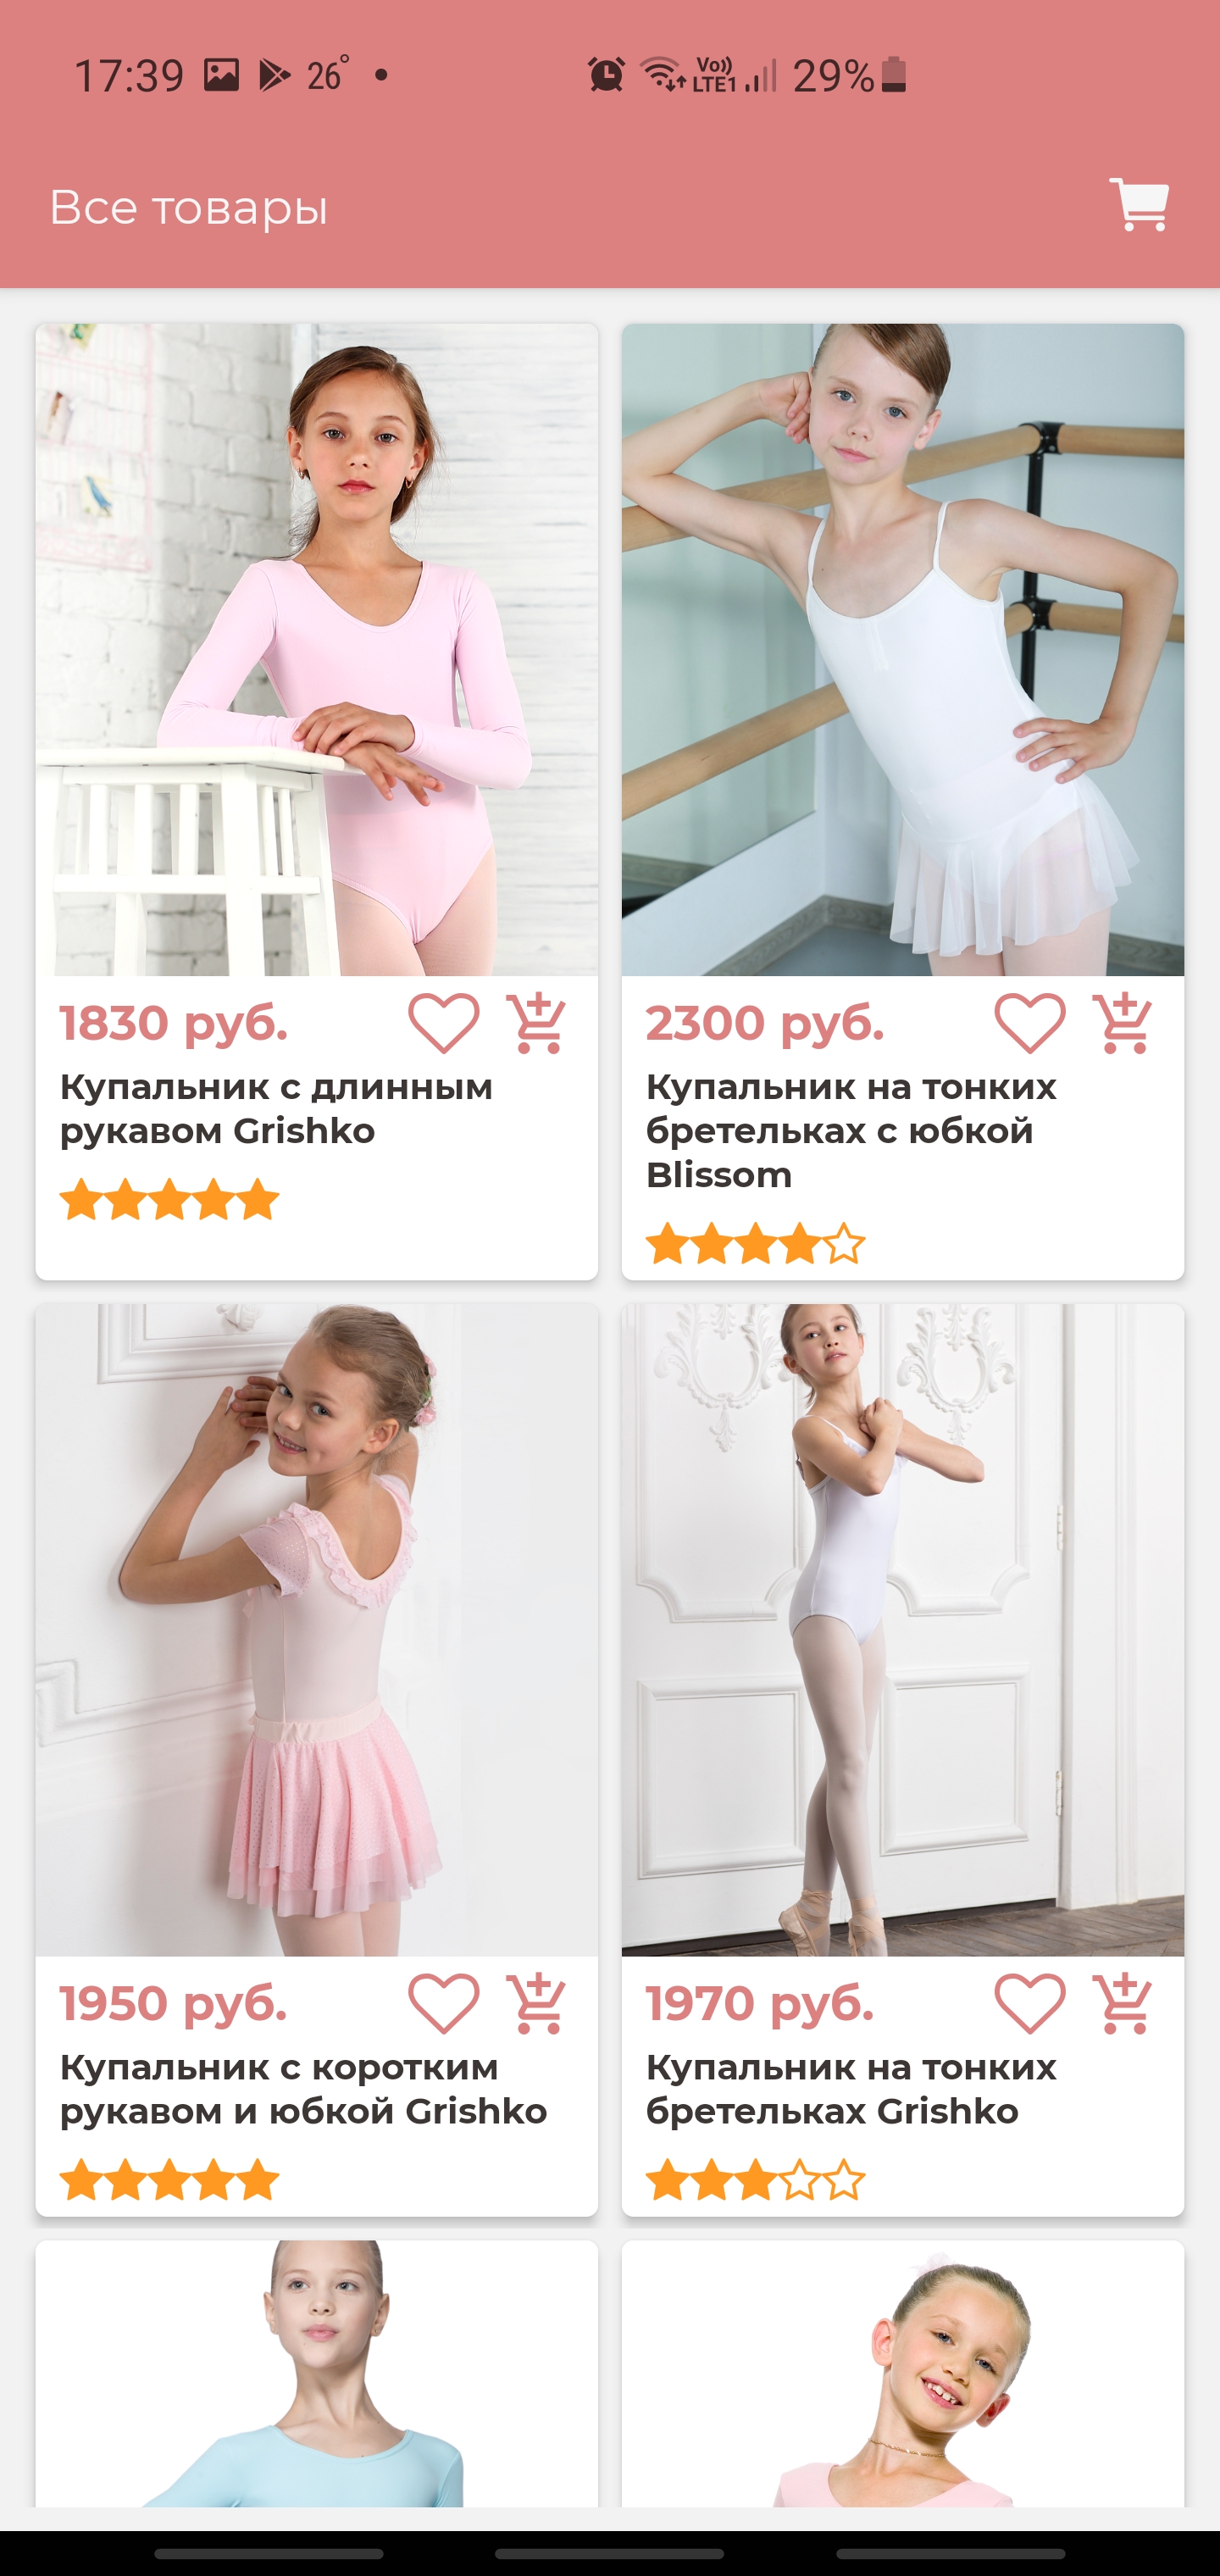 17:39 26° Vo)) LTE1 29%
Все товары
1830 руб.
Купальник с длинным
рукавом Grishko
2300 руб.
Купальник на тонких
бретельках с юбкой
Blissom
1950 руб.
Купальник с коротким
рукавом и юбкой Grishko
1970 руб.
Купальник на тонких
бретельках Grishko